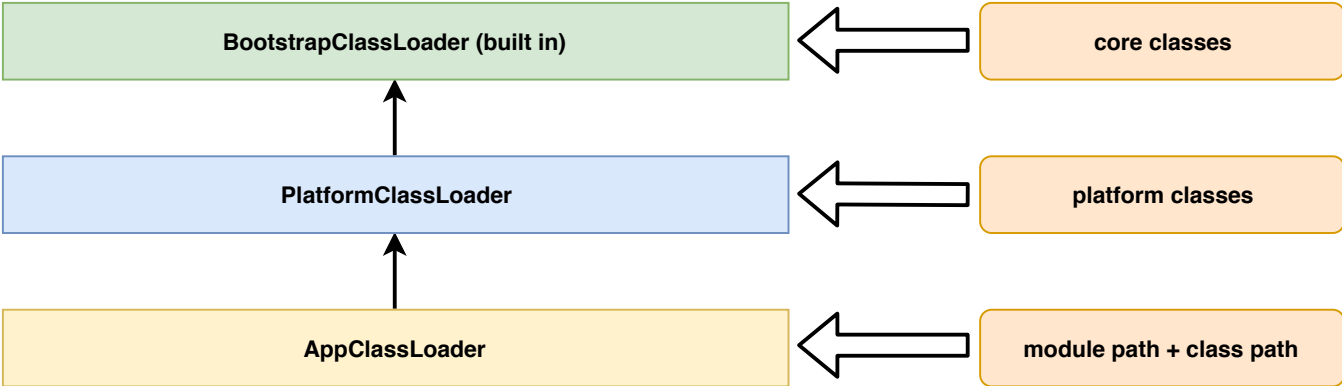 BootstrapClassLoader (built in)
core classes
PlatformClassLoader
platform classes
AppClassLoader
module path + class path